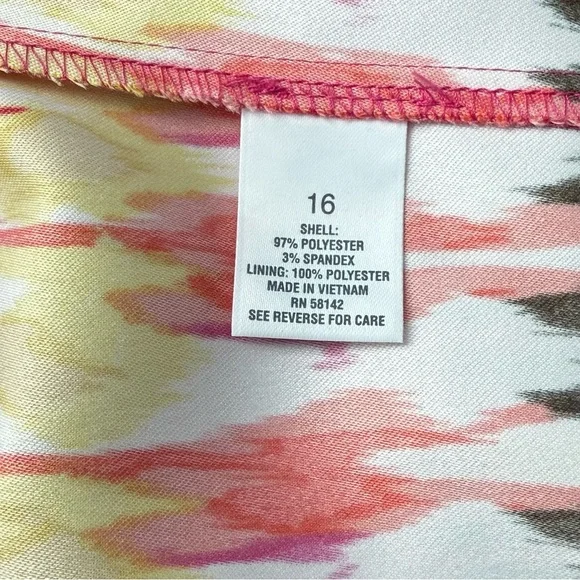 16
SHELL:
97% POLYESTER
3% SPANDEX
LINING: 100% POLYESTER
MADE IN VIETNAM
RN 58142
SEE REVERSE FOR CARE